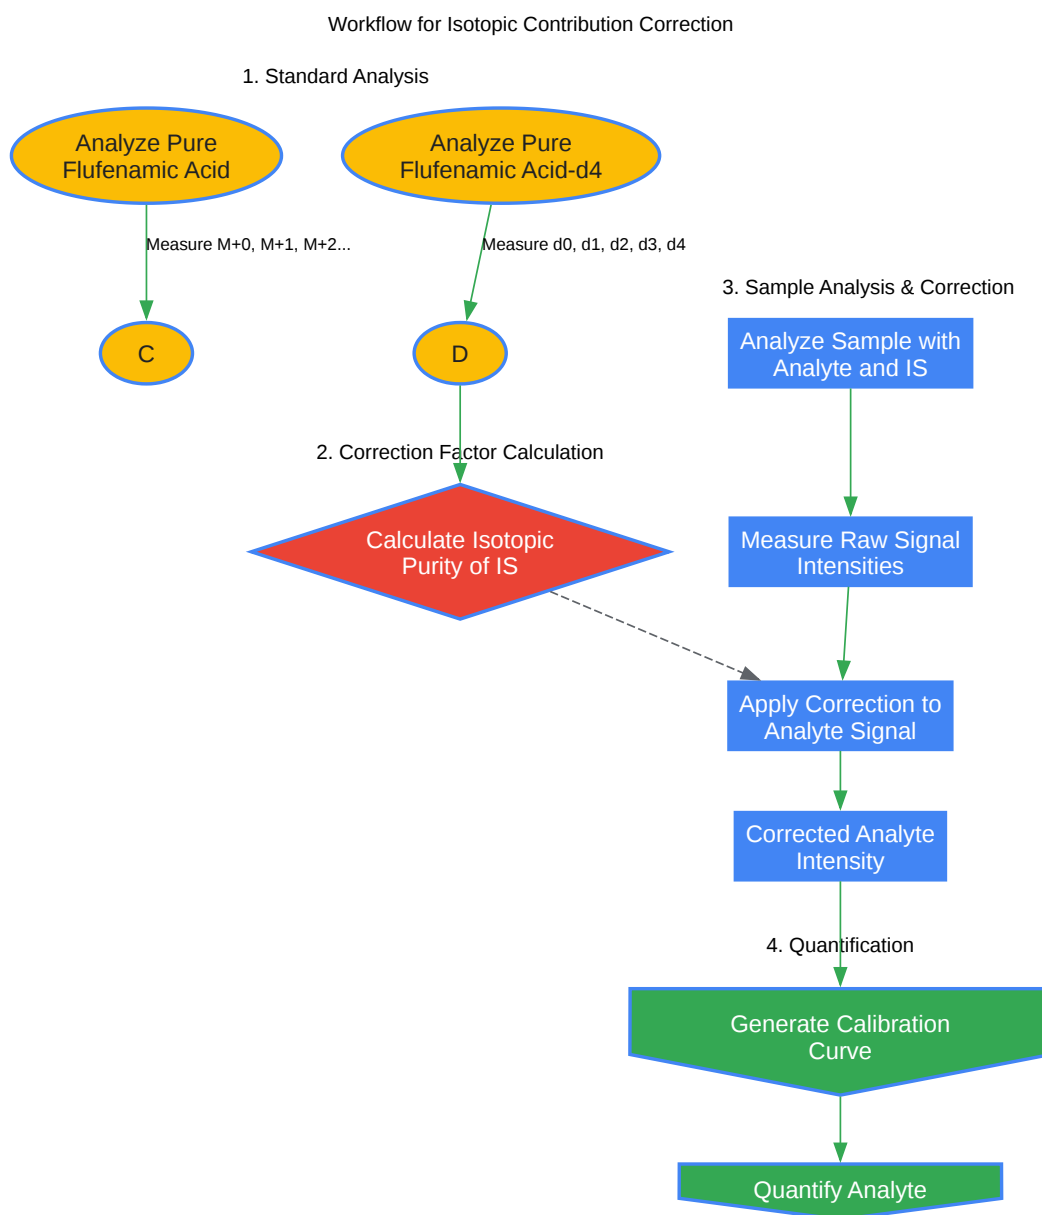 Workflow for Isotopic Contribution Correction
1. Standard Analysis
Analyze Pure
Flufenamic Acid
Analyze Pure
Flufenamic Acid-d4
Measure M+0, M+1, M+2...
Measure d0, d1, d2, d3, d4
C
D
2. Correction Factor Calculation
Calculate Isotopic
Purity of IS
3. Sample Analysis & Correction
Analyze Sample with
Analyte and IS
Measure Raw Signal
Intensities
Apply Correction to
Analyte Signal
Corrected Analyte
Intensity
4. Quantification
Generate Calibration
Curve
Quantify Analyte